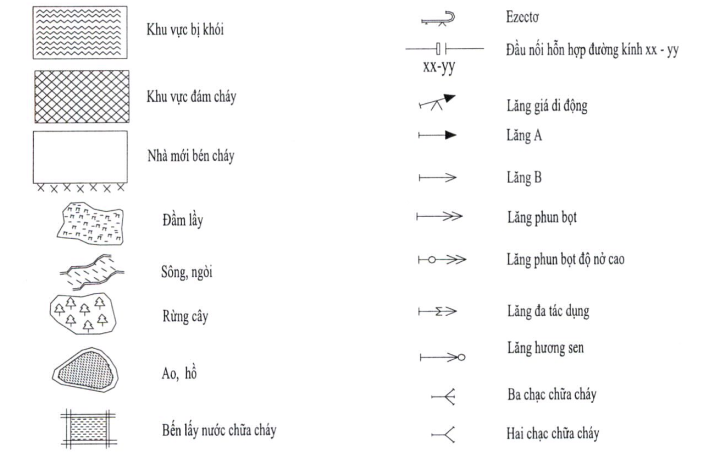 Khu vực bị khói
Khu vực đám cháy
Nhà mới bén cháy
Đầm lầy
Sông, ngòi
Rừng cây
Ao, hồ
Bến lấy nước chữa cháy
Ezectơ
Đầu nối hỗn hợp đường kính xx - yy
xx-yy
Lăng giá di động
Lăng A
Lăng B
Lăng phun bọt
Lăng phun bọt độ nở cao
Lăng đa tác dụng
Lăng hương sen
Ba chạc chữa cháy
Hai chạc chữa cháy